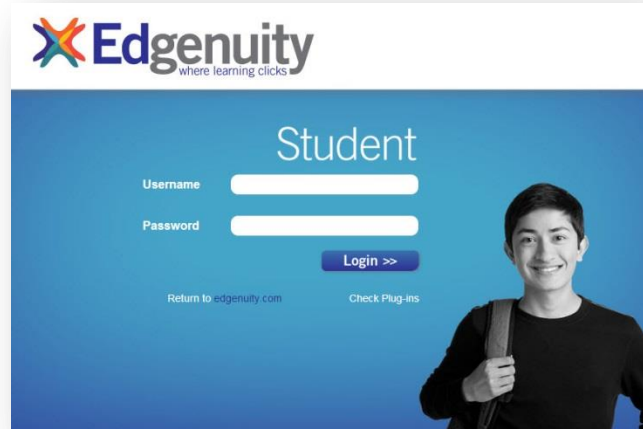 Edgenuity
where learning clicks
Student
Username
Password
Login >>
Return to edgenuity.com Check Plug-ins